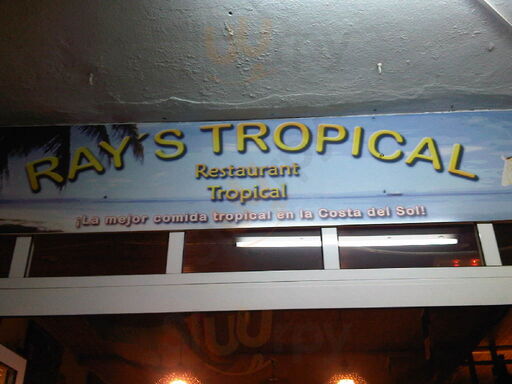 RAY´S TROPICAL
Restaurant
Tropical
¡La mejor comida tropical en la Costa del Sol!